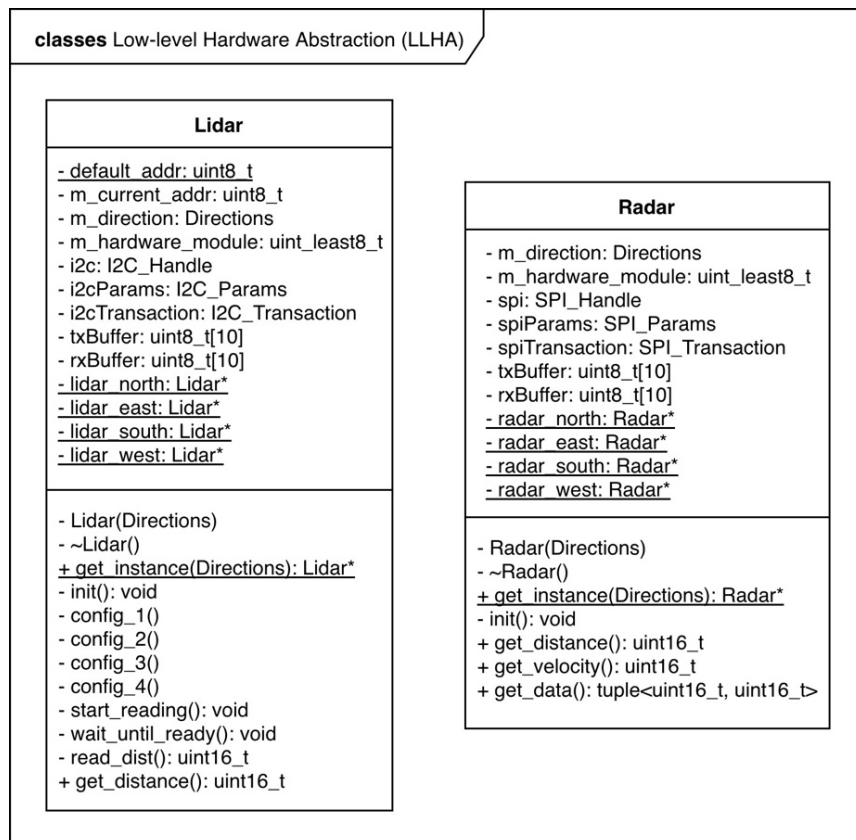 classes Low-level Hardware Abstraction (LLHA)
Lidar
- default_addr: uint8_t
- m_current_addr: uint8_t
- m_direction: Directions
- m_hardware_module: uint_least8_t
- i2c: I2C_Handle
- i2cParams: I2C_Params
- i2cTransaction: I2C_Transaction
- txBuffer: uint8_t[10]
- rxBuffer: uint8_t[10]
- lidar_north: Lidar*
- lidar_east: Lidar*
- lidar_south: Lidar*
- lidar_west: Lidar*
- Lidar(Directions)
- ~Lidar()
+ get_instance(Directions): Lidar*
- init(): void
- config_1()
- config_2()
- config_3()
- config_4()
- start_reading(): void
- wait_until_ready(): void
- read_dist(): uint16_t
+ get_distance(): uint16_t
Radar
- m_direction: Directions
- m_hardware_module: uint_least8_t
- spi: SPI_Handle
- spiParams: SPI_Params
- spiTransaction: SPI_Transaction
- txBuffer: uint8_t[10]
- rxBuffer: uint8_t[10]
- radar_north: Radar*
- radar_east: Radar*
- radar_south: Radar*
- radar_west: Radar*
- Radar(Directions)
- ~Radar()
+ get_instance(Directions): Radar*
- init(): void
+ get_distance(): uint16_t
+ get_velocity(): uint16_t
+ get_data(): tuple<uint16_t, uint16_t>